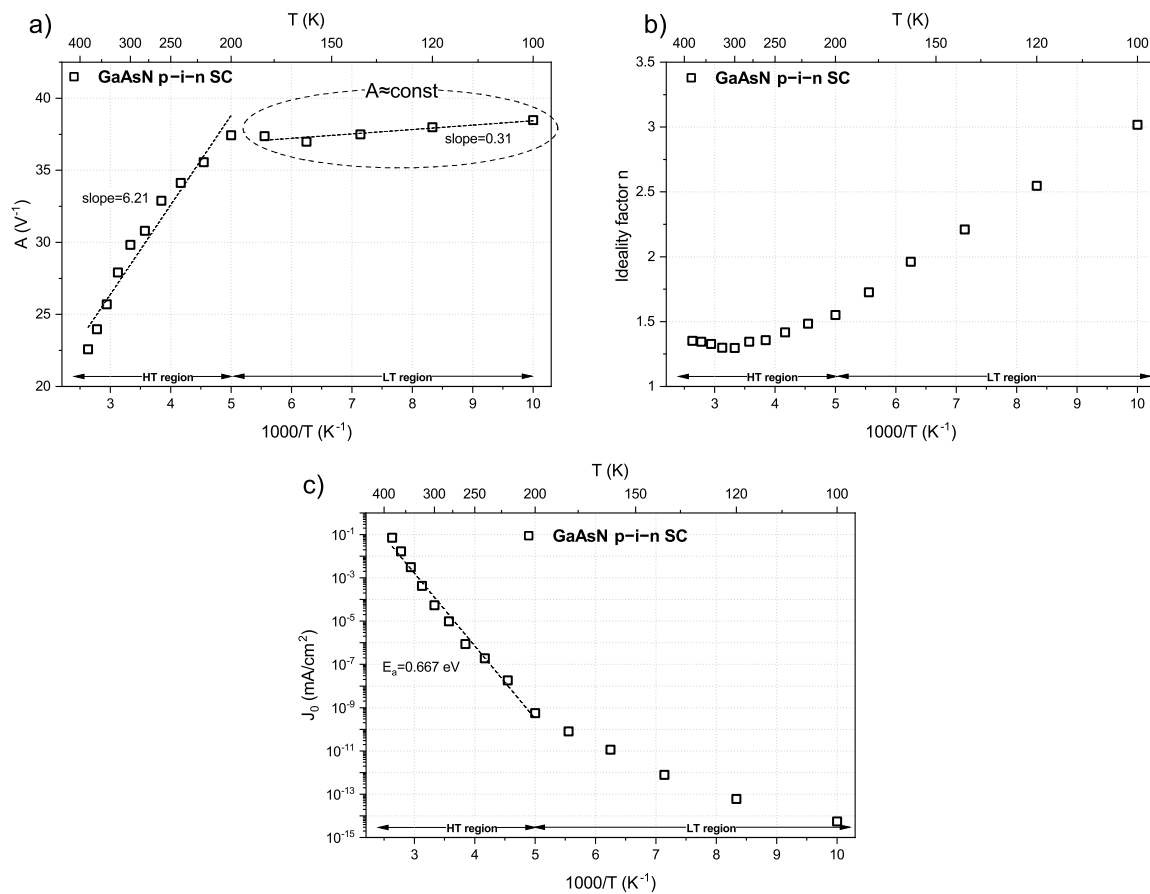 a)
T (K)
400 300 250 200 150 120 100
GaAsN p−i−n SC
A≈const
slope=0.31
slope=6.21
A (V⁻¹)
40
35
30
25
20
HT region
LT region
3 4 5 6 7 8 9 10
1000/T (K⁻¹)
b)
T (K)
400 300 250 200 150 120 100
GaAsN p−i−n SC
Ideality factor n
3
2.5
2
1.5
1
HT region
LT region
3 4 5 6 7 8 9 10
1000/T (K⁻¹)
c)
T (K)
400 300 250 200 150 120 100
GaAsN p−i−n SC
Eₐ=0.667 eV
J₀ (mA/cm²)
10⁻¹
10⁻³
10⁻⁵
10⁻⁷
10⁻⁹
10⁻¹¹
10⁻¹³
10⁻¹⁵
HT region
LT region
3 4 5 6 7 8 9 10
1000/T (K⁻¹)